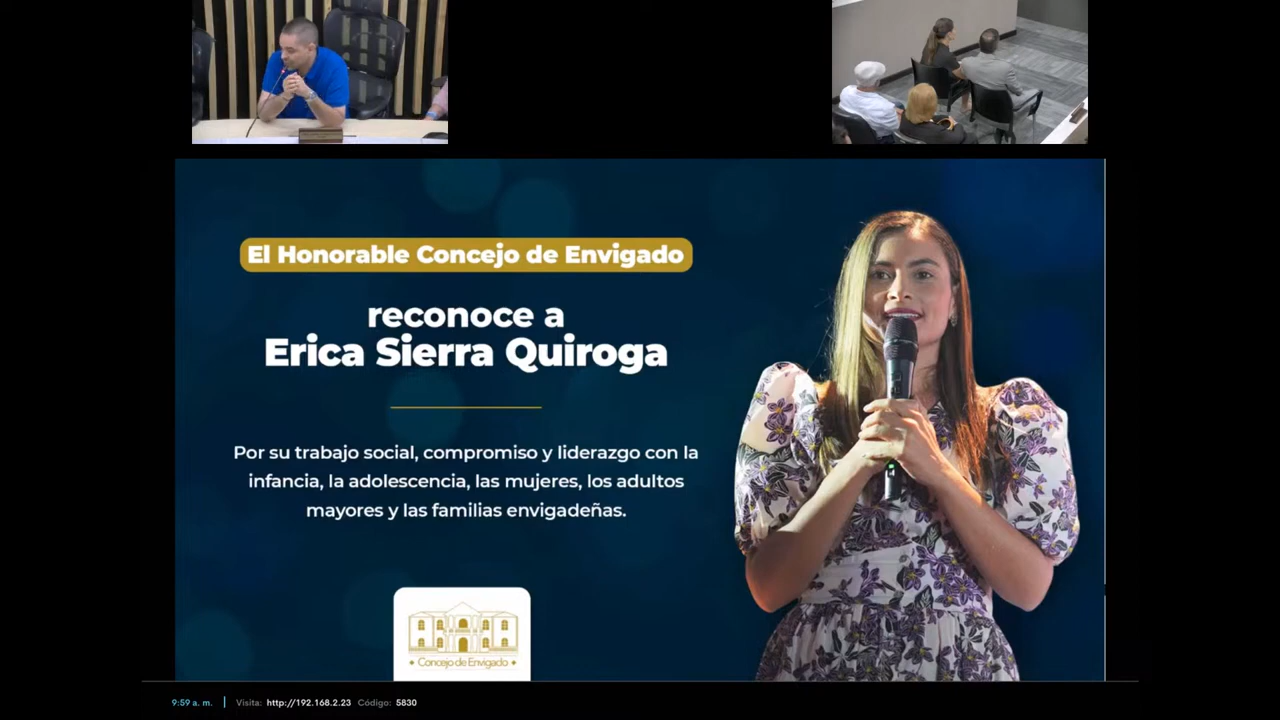 El Honorable Concejo de Envigado
reconoce a
Erica Sierra Quiroga
Por su trabajo social, compromiso y liderazgo con la
infancia, la adolescencia, las mujeres, los adultos
mayores y las familias envigadeñas.
Concejo de Envigado
9:59 a. m. | Visita: http://192.168.2.23 Código: 5830